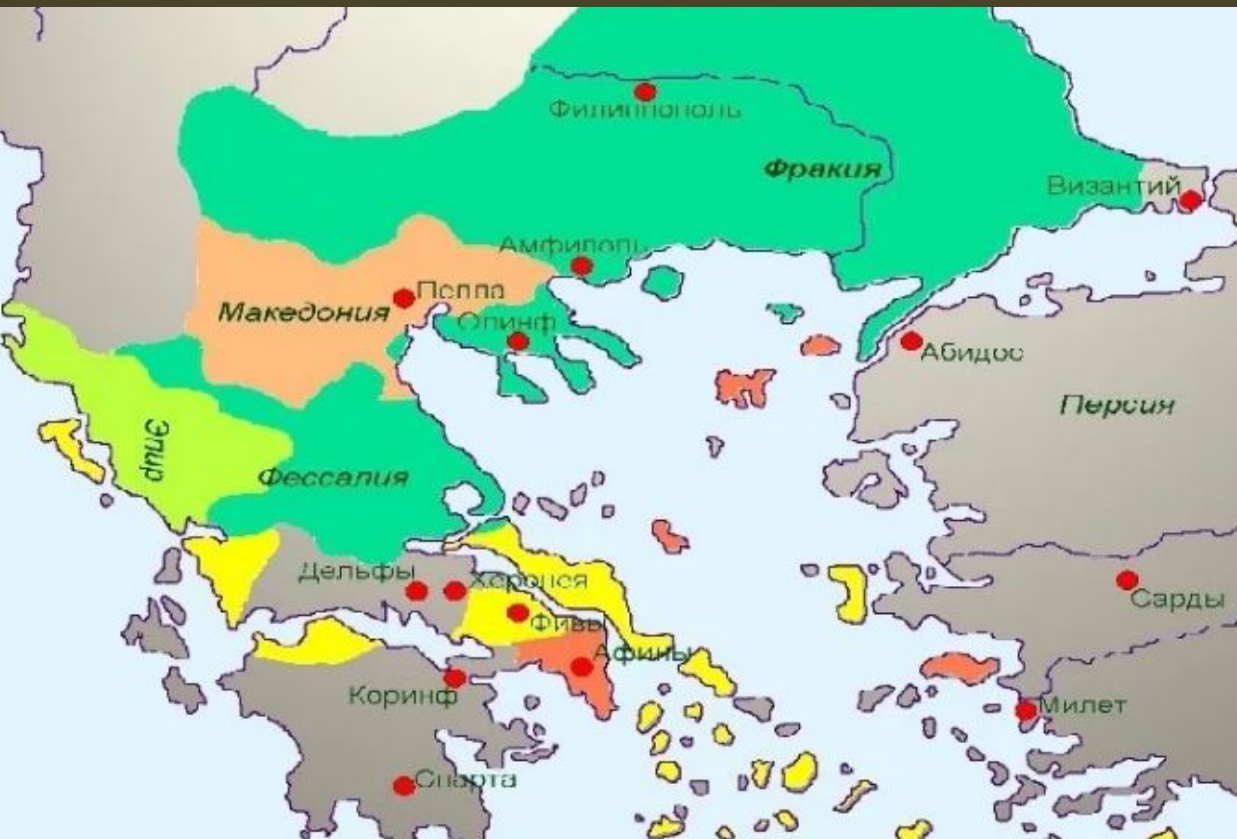 Филиппополь
Фракия
Византий
Амфиполь
Пелла
Македония
Олинф
Абидос
Персия
Эпир
Фессалия
Дельфы
Херонея
Сарды
Фивы
Афины
Коринф
Милет
Спарта